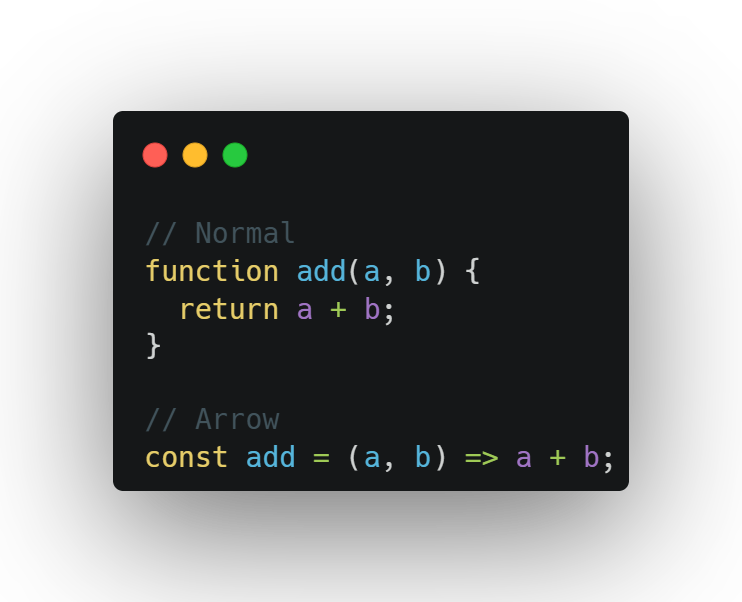 // Normal
function add(a, b) {
  return a + b;
}

// Arrow
const add = (a, b) => a + b;